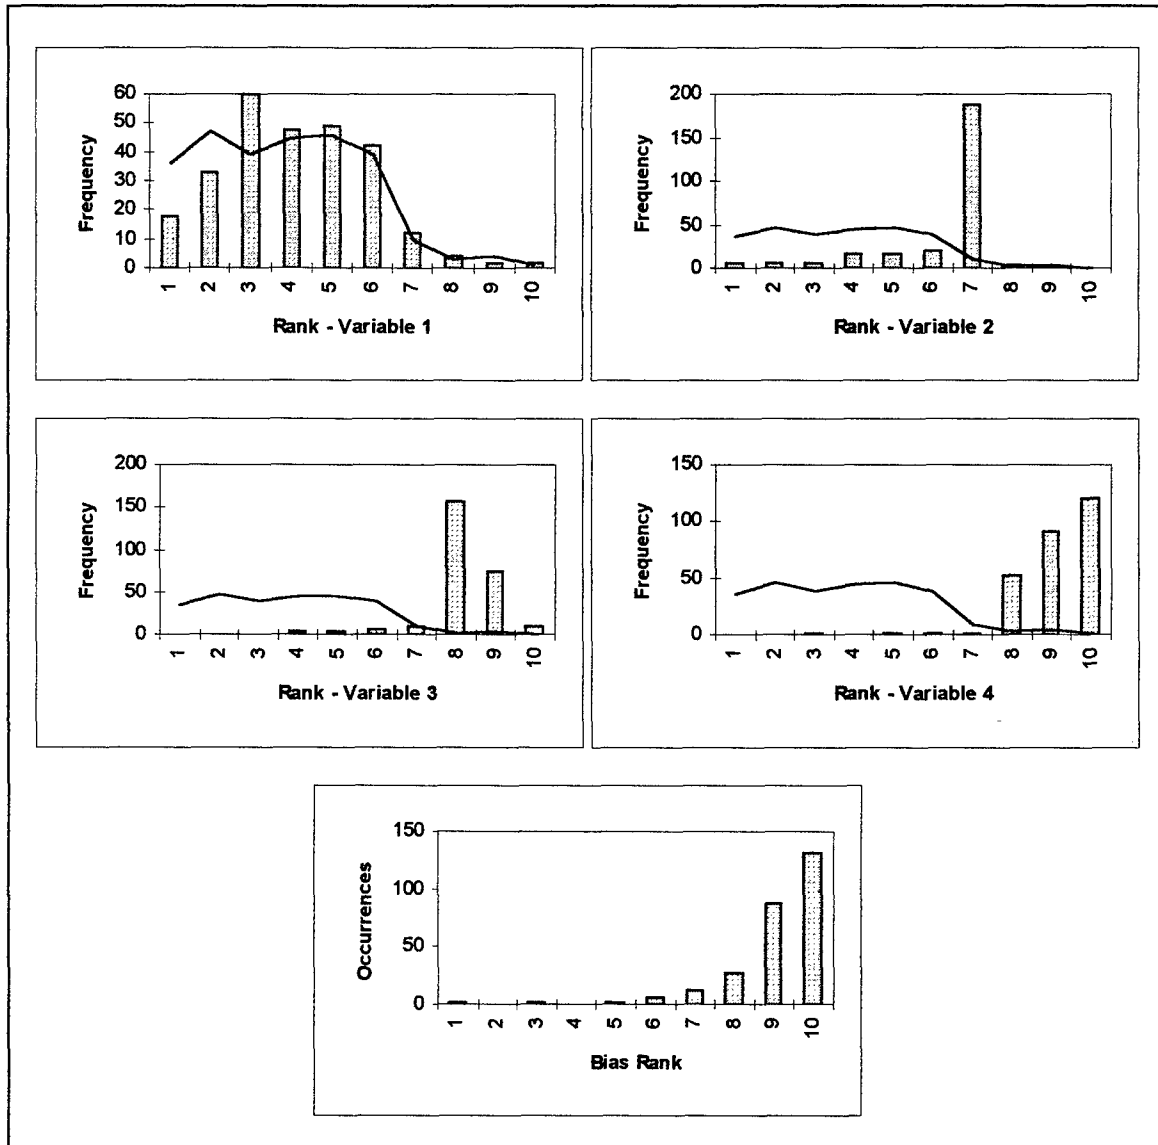 60
50
40
30
20
10
0
Frequency
1 2 3 4 5 6 7 8 9 10
Rank - Variable 1
200
150
100
50
0
Frequency
1 2 3 4 5 6 7 8 9 10
Rank - Variable 2
200
150
100
50
0
Frequency
1 2 3 4 5 6 7 8 9 10
Rank - Variable 3
150
100
50
0
Frequency
1 2 3 4 5 6 7 8 9 10
Rank - Variable 4
150
100
50
0
Occurrences
1 2 3 4 5 6 7 8 9 10
Bias Rank